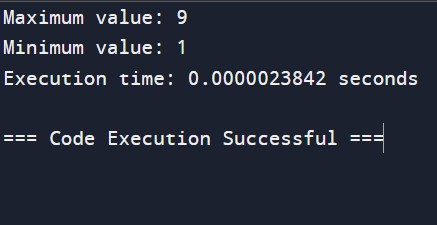 Maximum value: 9
Minimum value: 1
Execution time: 0.0000023842 seconds
=== Code Execution Successful ===